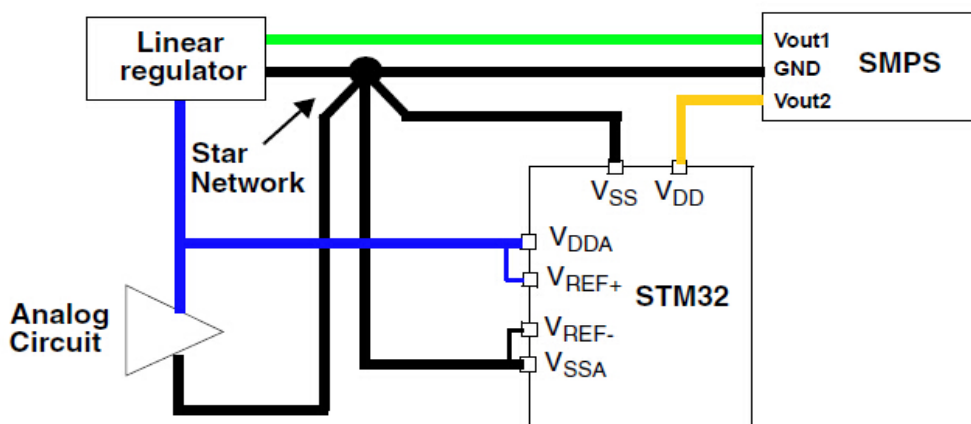 Linear
regulator
Vout1
GND
Vout2
SMPS
Star
Network
VSS
VDD
VDDA
VREF+
STM32
VREF-
VSSA
Analog
Circuit